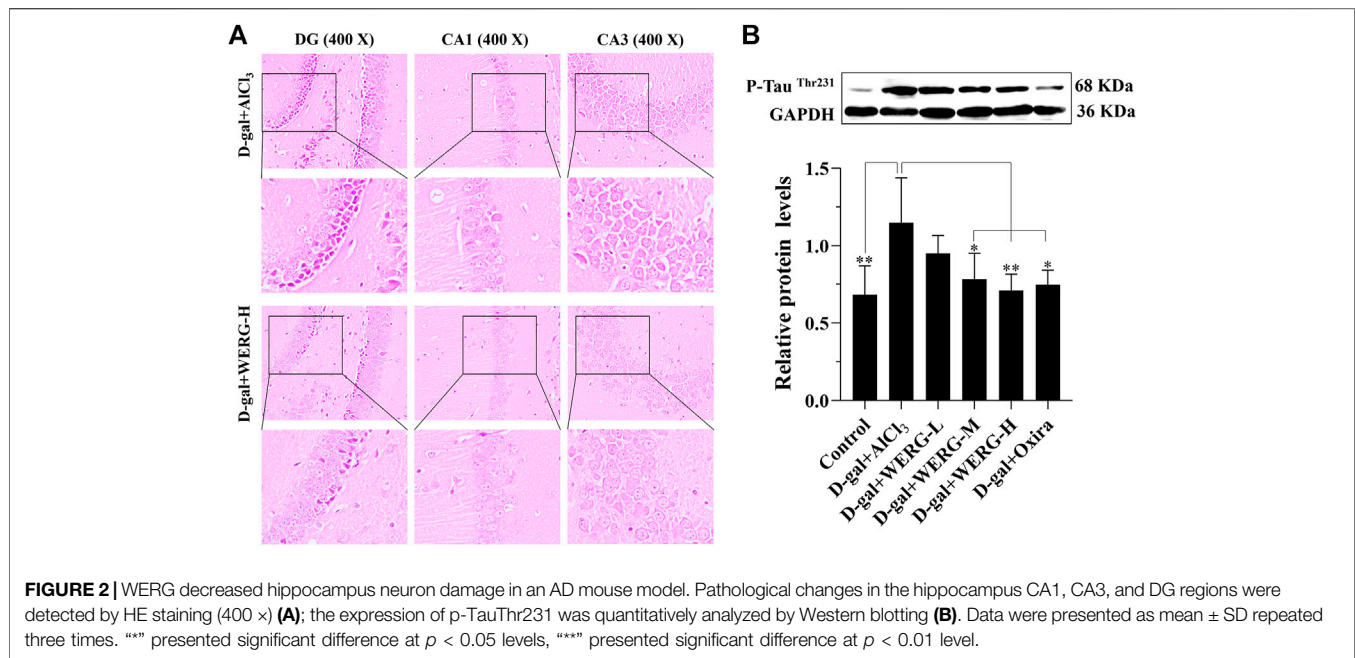 A
DG (400 X) CA1 (400 X) CA3 (400 X)
D-gal+AlCl₃
D-gal+WERG-H
B
P-Tau Thr231 68 KDa
GAPDH 36 KDa
Relative protein levels
1.5
1.0
0.5
0.0
** * ** *
Control
D-gal+AlCl₃
D-gal+WERG-L
D-gal+WERG-M
D-gal+WERG-H
D-gal+Oxira
FIGURE 2 | WERG decreased hippocampus neuron damage in an AD mouse model. Pathological changes in the hippocampus CA1, CA3, and DG regions were
detected by HE staining (400 ×) (A); the expression of p-TauThr231 was quantitatively analyzed by Western blotting (B). Data were presented as mean ± SD repeated
three times. “*” presented significant difference at p < 0.05 levels, “**” presented significant difference at p < 0.01 level.